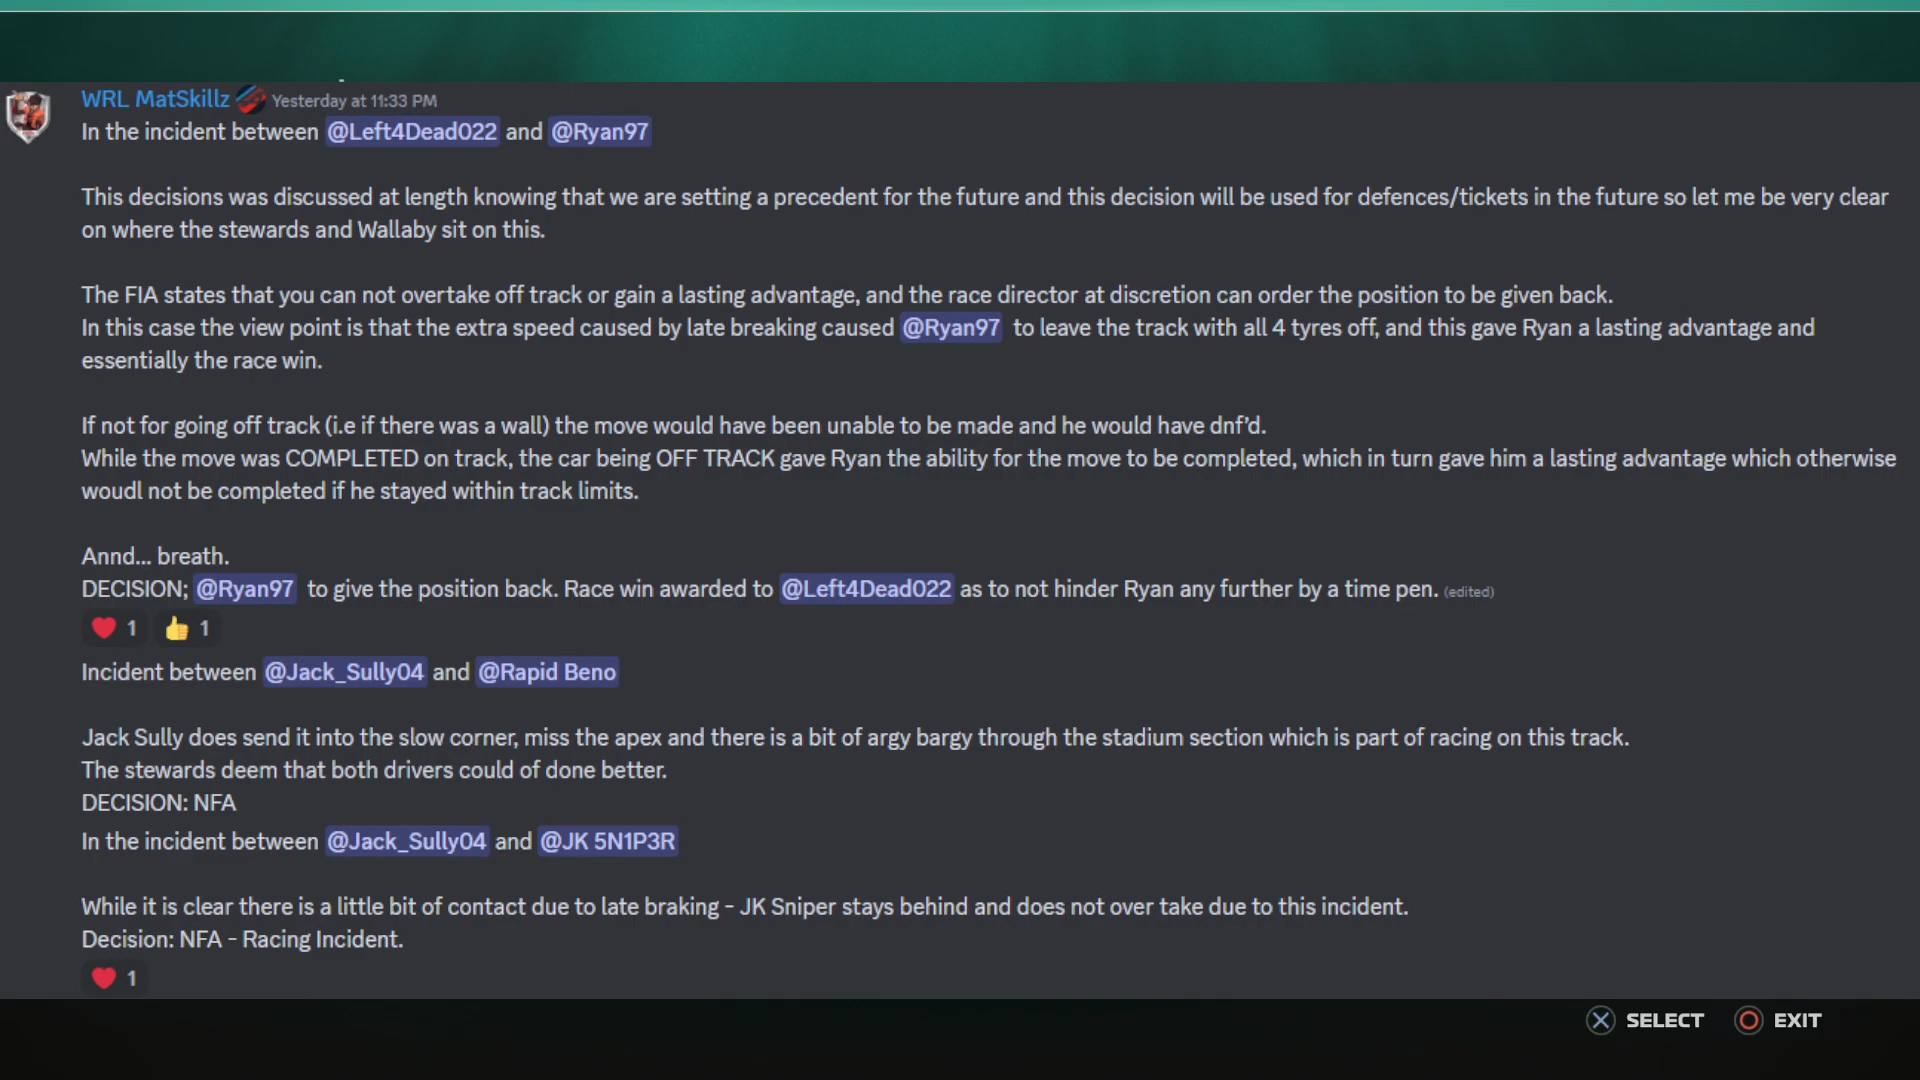 WRL MatSkillz Yesterday at 11:33 PM
In the incident between @Left4Dead022 and @Ryan97
This decisions was discussed at length knowing that we are setting a precedent for the future and this decision will be used for defences/tickets in the future so let me be very clear
on where the stewards and Wallaby sit on this.
The FIA states that you can not overtake off track or gain a lasting advantage, and the race director at discretion can order the position to be given back.
In this case the view point is that the extra speed caused by late breaking caused @Ryan97 to leave the track with all 4 tyres off, and this gave Ryan a lasting advantage and
essentially the race win.
If not for going off track (i.e if there was a wall) the move would have been unable to be made and he would have dnf'd.
While the move was COMPLETED on track, the car being OFF TRACK gave Ryan the ability for the move to be completed, which in turn gave him a lasting advantage which otherwise
woudl not be completed if he stayed within track limits.
Annd... breath.
DECISION; @Ryan97 to give the position back. Race win awarded to @Left4Dead022 as to not hinder Ryan any further by a time pen. (edited)
1 1
Incident between @Jack_Sully04 and @Rapid Beno
Jack Sully does send it into the slow corner, miss the apex and there is a bit of argy bargy through the stadium section which is part of racing on this track.
The stewards deem that both drivers could of done better.
DECISION: NFA
In the incident between @Jack_Sully04 and @JK 5N1P3R
While it is clear there is a little bit of contact due to late braking - JK Sniper stays behind and does not over take due to this incident.
Decision: NFA - Racing Incident.
1
SELECT EXIT